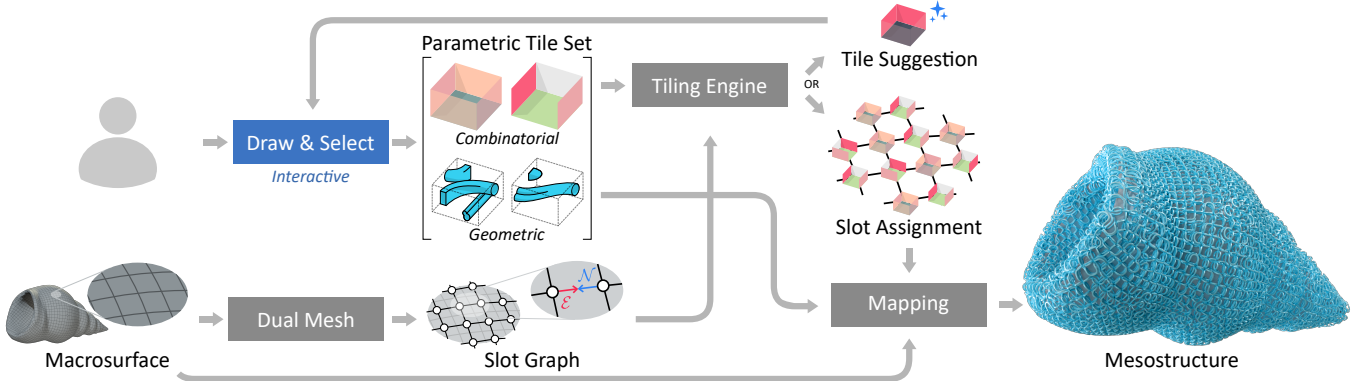 Parametric Tile Set
Tile Suggestion
Tiling Engine
OR
Draw & Select
Interactive
Combinatorial
Geometric
Slot Assignment
𝒩
ℰ
Dual Mesh
Mapping
Macrosurface
Slot Graph
Mesostructure